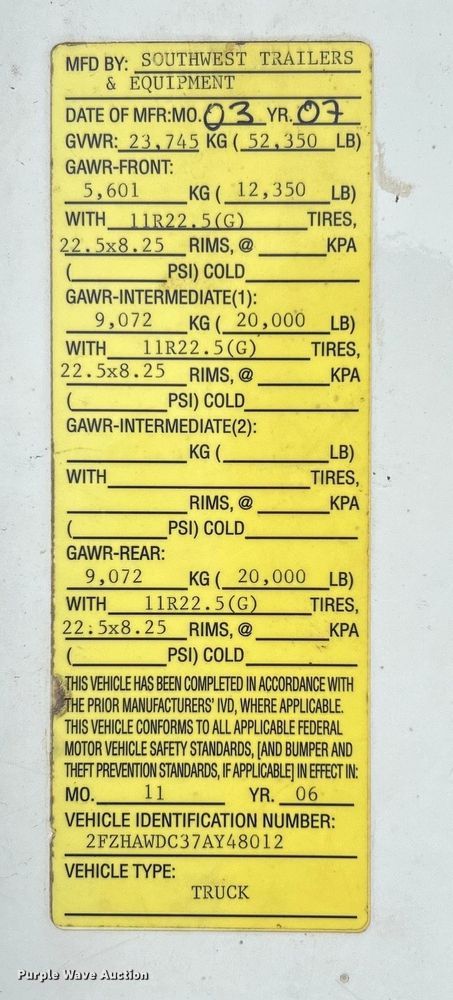 MFD BY: SOUTHWEST TRAILERS
& EQUIPMENT
DATE OF MFR: MO. 03 YR. 07
GVWR: 23,745 KG ( 52,350 LB)
GAWR-FRONT:
5,601 KG ( 12,350 LB)
WITH 11R22.5(G) TIRES,
22.5x8.25 RIMS, @ KPA
( PSI) COLD
GAWR-INTERMEDIATE(1):
9,072 KG ( 20,000 LB)
WITH 11R22.5(G) TIRES,
22.5x8.25 RIMS, @ KPA
( PSI) COLD
GAWR-INTERMEDIATE(2):
KG ( LB)
WITH TIRES,
RIMS, @ KPA
( PSI) COLD
GAWR-REAR:
9,072 KG ( 20,000 LB)
WITH 11R22.5(G) TIRES,
22.5x8.25 RIMS, @ KPA
( PSI) COLD
THIS VEHICLE HAS BEEN COMPLETED IN ACCORDANCE WITH
THE PRIOR MANUFACTURERS' IVD, WHERE APPLICABLE.
THIS VEHICLE CONFORMS TO ALL APPLICABLE FEDERAL
MOTOR VEHICLE SAFETY STANDARDS, [AND BUMPER AND
THEFT PREVENTION STANDARDS, IF APPLICABLE] IN EFFECT IN:
MO. 11 YR. 06
VEHICLE IDENTIFICATION NUMBER:
2FZHAWDC37AY48012
VEHICLE TYPE:
TRUCK
Purple Wave Auction